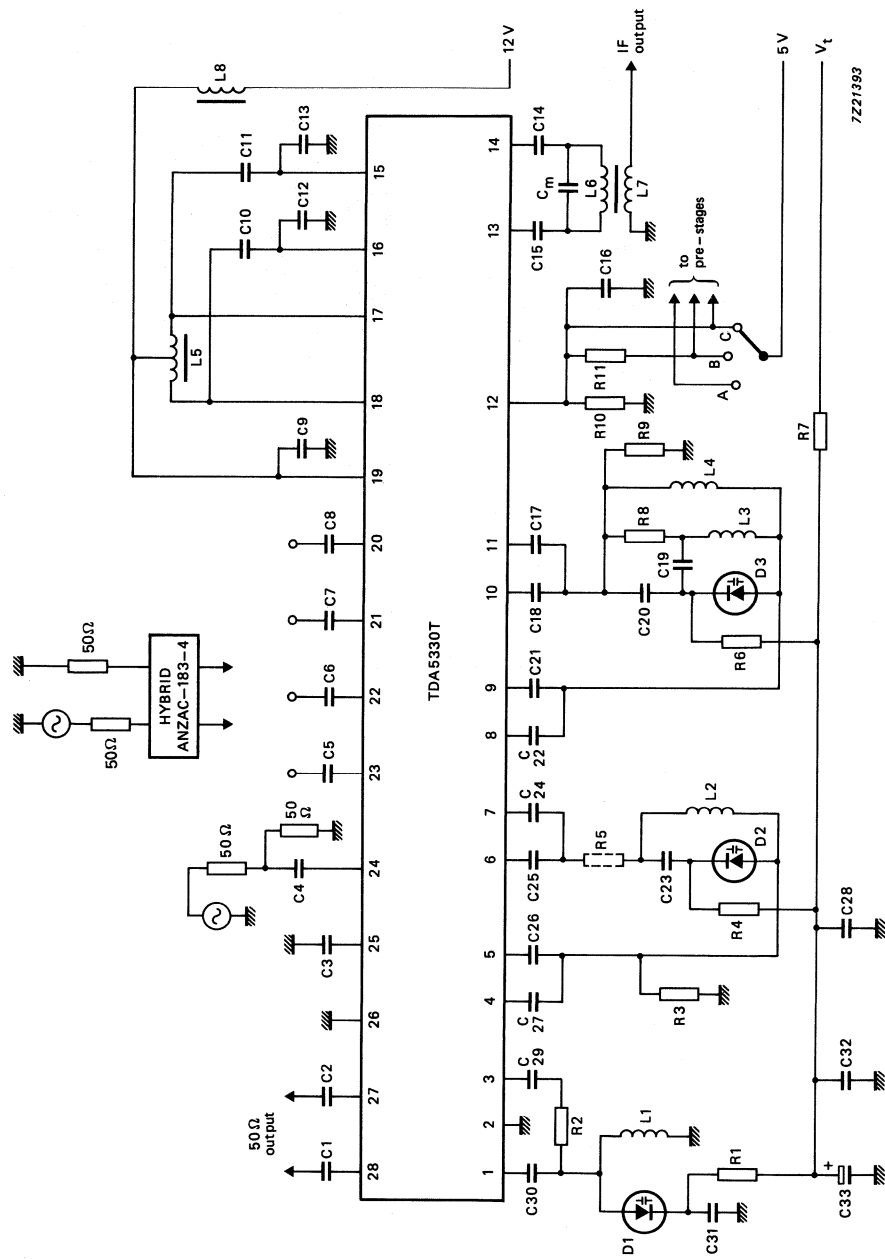 50Ω
50Ω
HYBRID
ANZAC-183-4
L8
12 V
C11
C13
C10
C12
L5
C9
C8
C7
C6
C5
50 Ω
50
Ω
C4
C3
50Ω
output
C2
C1
28
27
26
25
24
23
22
21
20
19
18
17
16
15
TDA5330T
1
2
3
4
5
6
7
8
9
10
11
12
13
14
C30
C
29
C
27
C26
C25
C
24
C
22
C21
C18
C17
C15
C14
R2
L1
D1
C31
R1
C33
+
C32
R3
R5
C23
L2
D2
R4
C28
R6
C20
C19
R8
L3
L4
D3
R9
R10
R11
C16
Cm
L6
L7
IF
output
to
pre-stages
A
B
C
5 V
R7
Vt
7Z21393